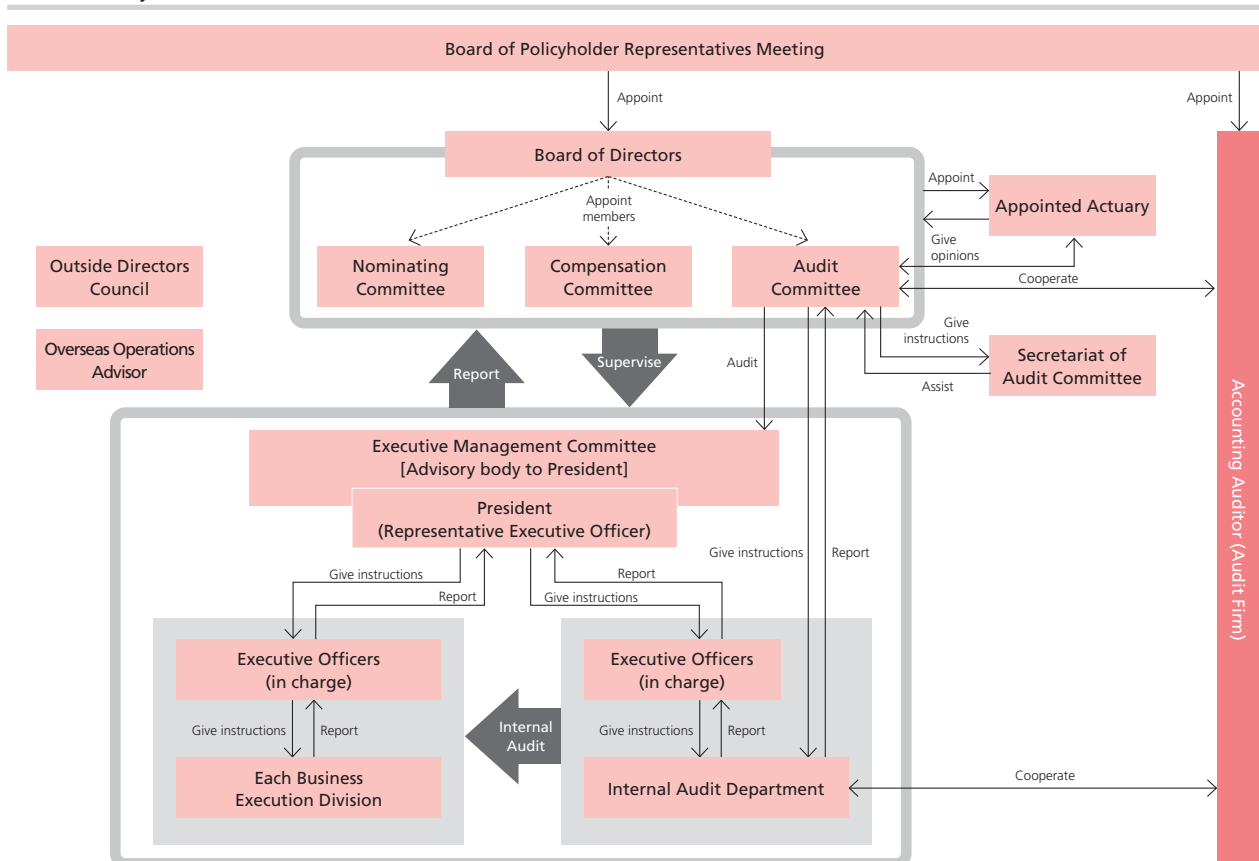 Board of Policyholder Representatives Meeting
Appoint
Appoint
Board of Directors
Appoint
members
Appoint
Appointed Actuary
Give
opinions
Outside Directors
Council
Nominating
Committee
Compensation
Committee
Audit
Committee
Cooperate
Overseas Operations
Advisor
Report
Supervise
Audit
Give
instructions
Assist
Secretariat of
Audit Committee
Accounting Auditor (Audit Firm)
Executive Management Committee
[Advisory body to President]
President
(Representative Executive Officer)
Give instructions
Report
Give instructions
Report
Give instructions
Report
Executive Officers
(in charge)
Executive Officers
(in charge)
Give instructions
Report
Internal
Audit
Give instructions
Report
Each Business
Execution Division
Internal Audit Department
Cooperate